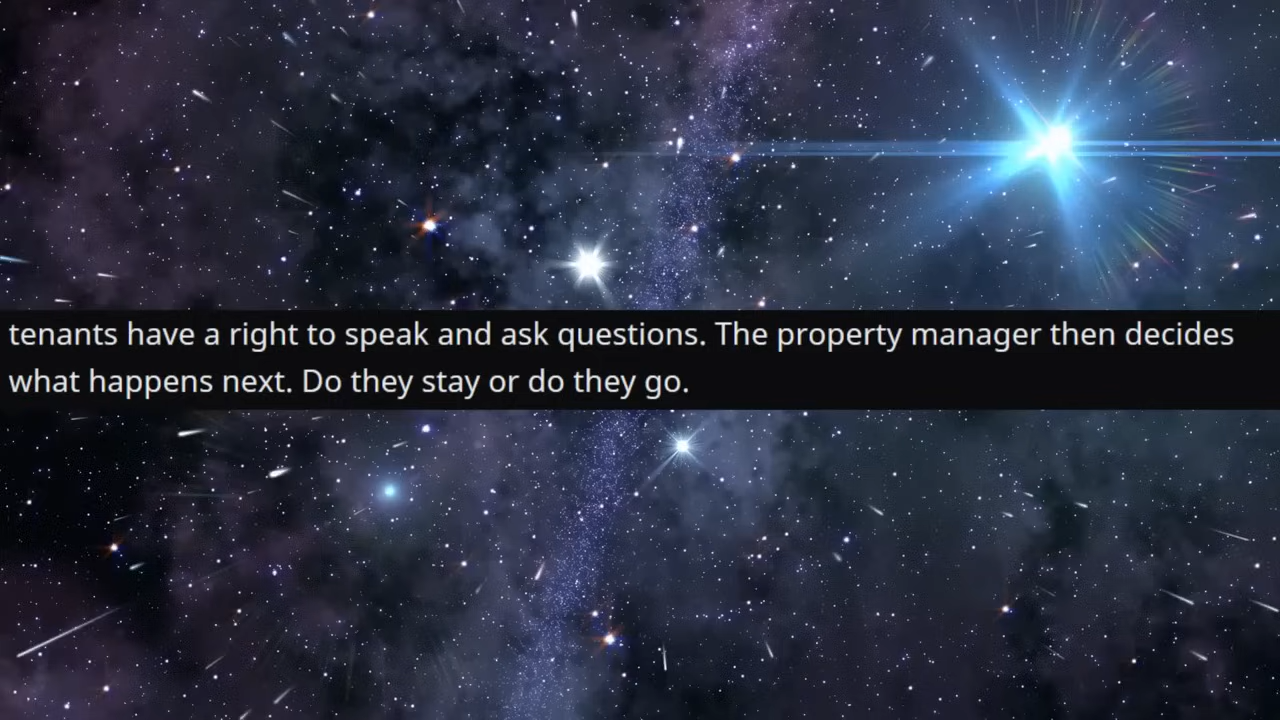 tenants have a right to speak and ask questions. The property manager then decides
what happens next. Do they stay or do they go.